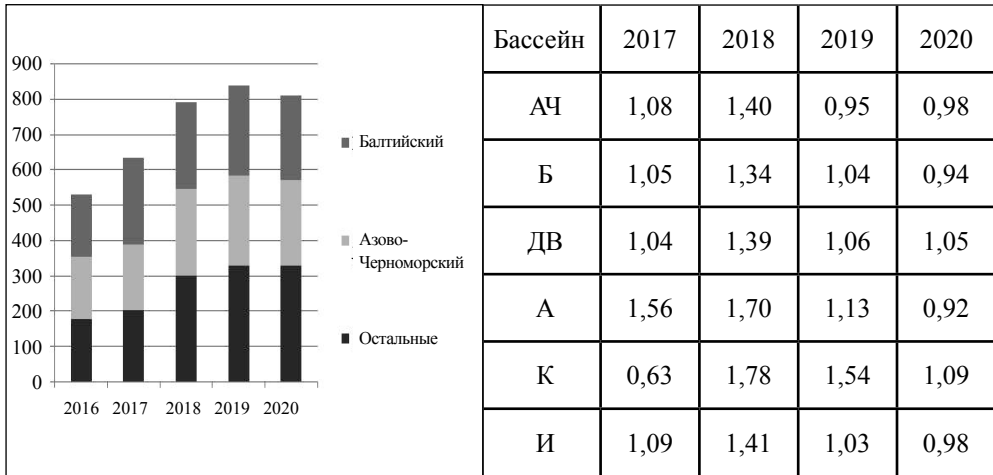 900
800
700
600
500
400
300
200
100
0
2016 2017 2018 2019 2020
Балтийский
Азово-
Черноморский
Остальные
Бассейн 2017 2018 2019 2020
АЧ 1,08 1,40 0,95 0,98
Б 1,05 1,34 1,04 0,94
ДВ 1,04 1,39 1,06 1,05
А 1,56 1,70 1,13 0,92
К 0,63 1,78 1,54 1,09
И 1,09 1,41 1,03 0,98